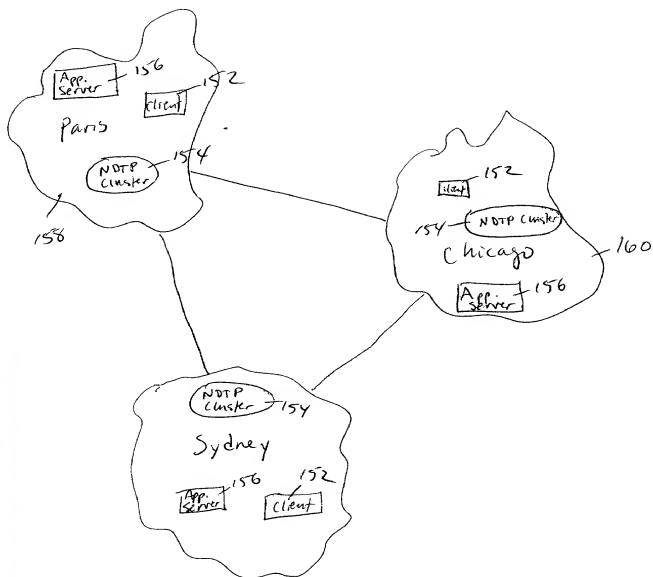 App.
server
156
152
Client
Paris
154
NDTP
Cluster
158
152
client
154
NDTP Cluster
Chicago
160
App.
server
156
NDTP
Cluster
154
Sydney
156
152
App.
server
Client